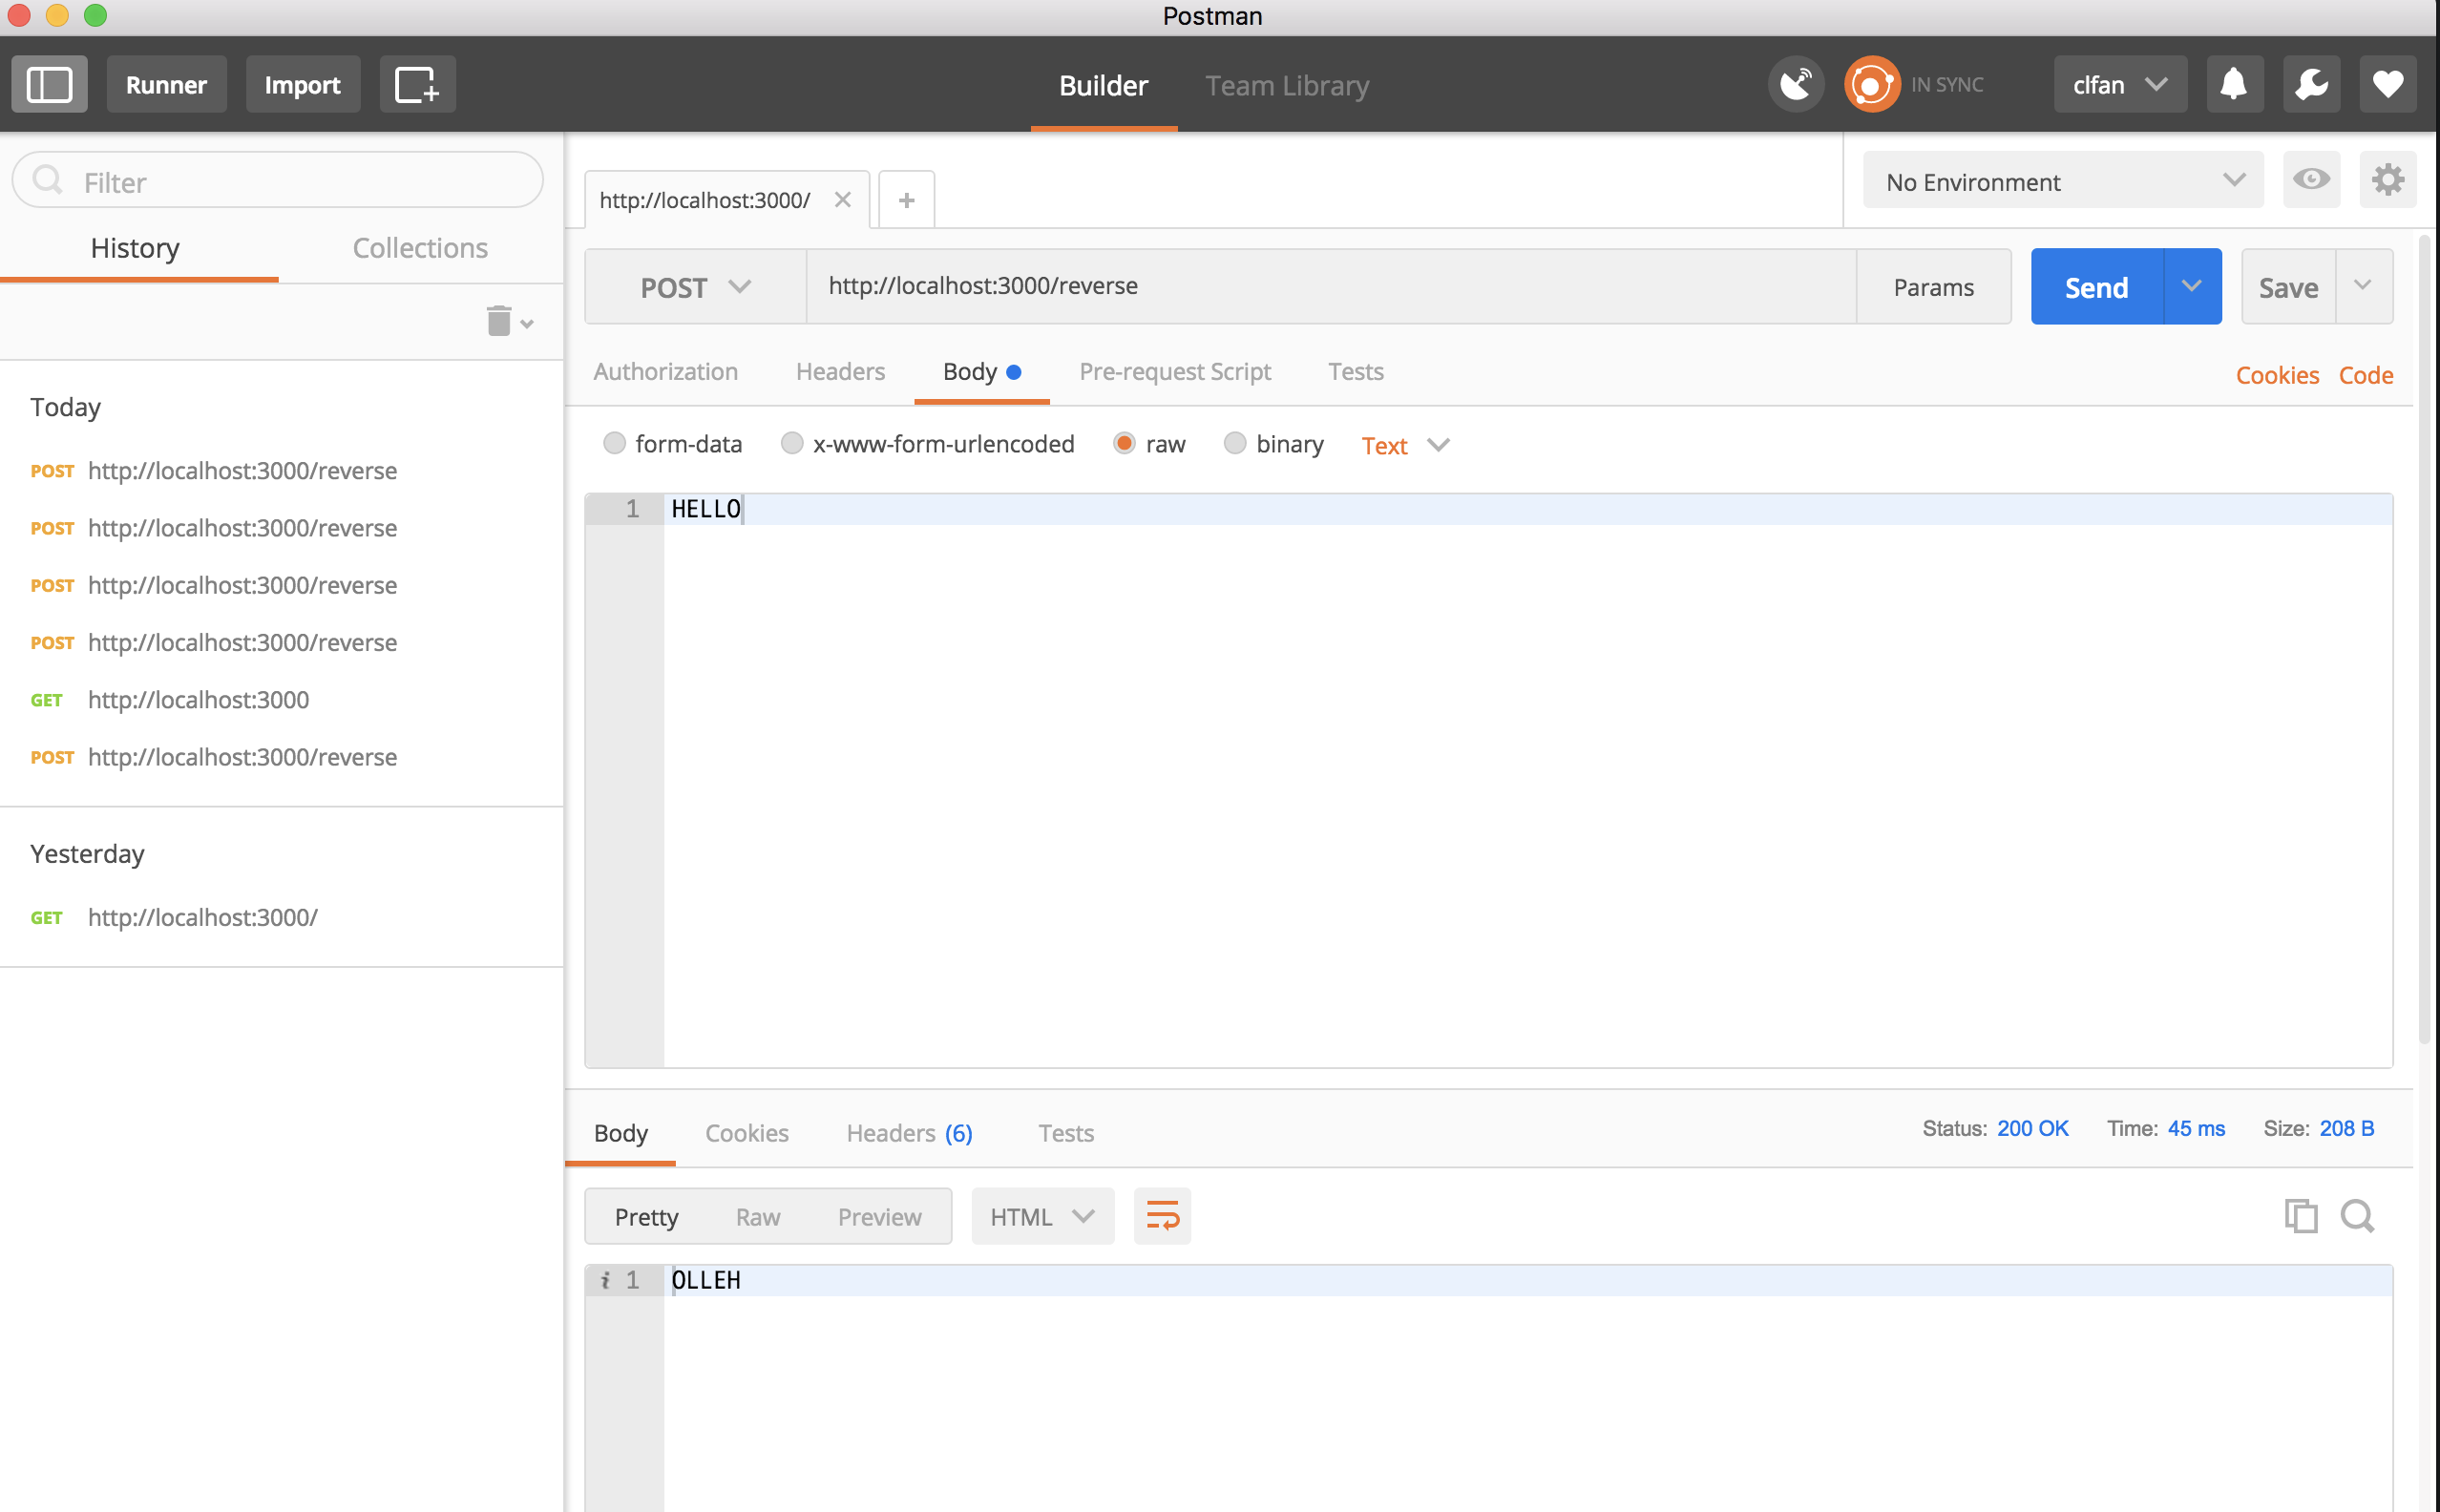 Postman
Runner Import Builder Team Library IN SYNC clfan
Filter
History Collections
Today
POST http://localhost:3000/reverse
POST http://localhost:3000/reverse
POST http://localhost:3000/reverse
POST http://localhost:3000/reverse
GET http://localhost:3000
POST http://localhost:3000/reverse
Yesterday
GET http://localhost:3000/
http://localhost:3000/ No Environment
POST http://localhost:3000/reverse Params Send Save
Authorization Headers Body Pre-request Script Tests Cookies Code
form-data x-www-form-urlencoded raw binary Text
1 HELLO
Body Cookies Headers (6) Tests Status: 200 OK Time: 45 ms Size: 208 B
Pretty Raw Preview HTML
i 1 OLLEH